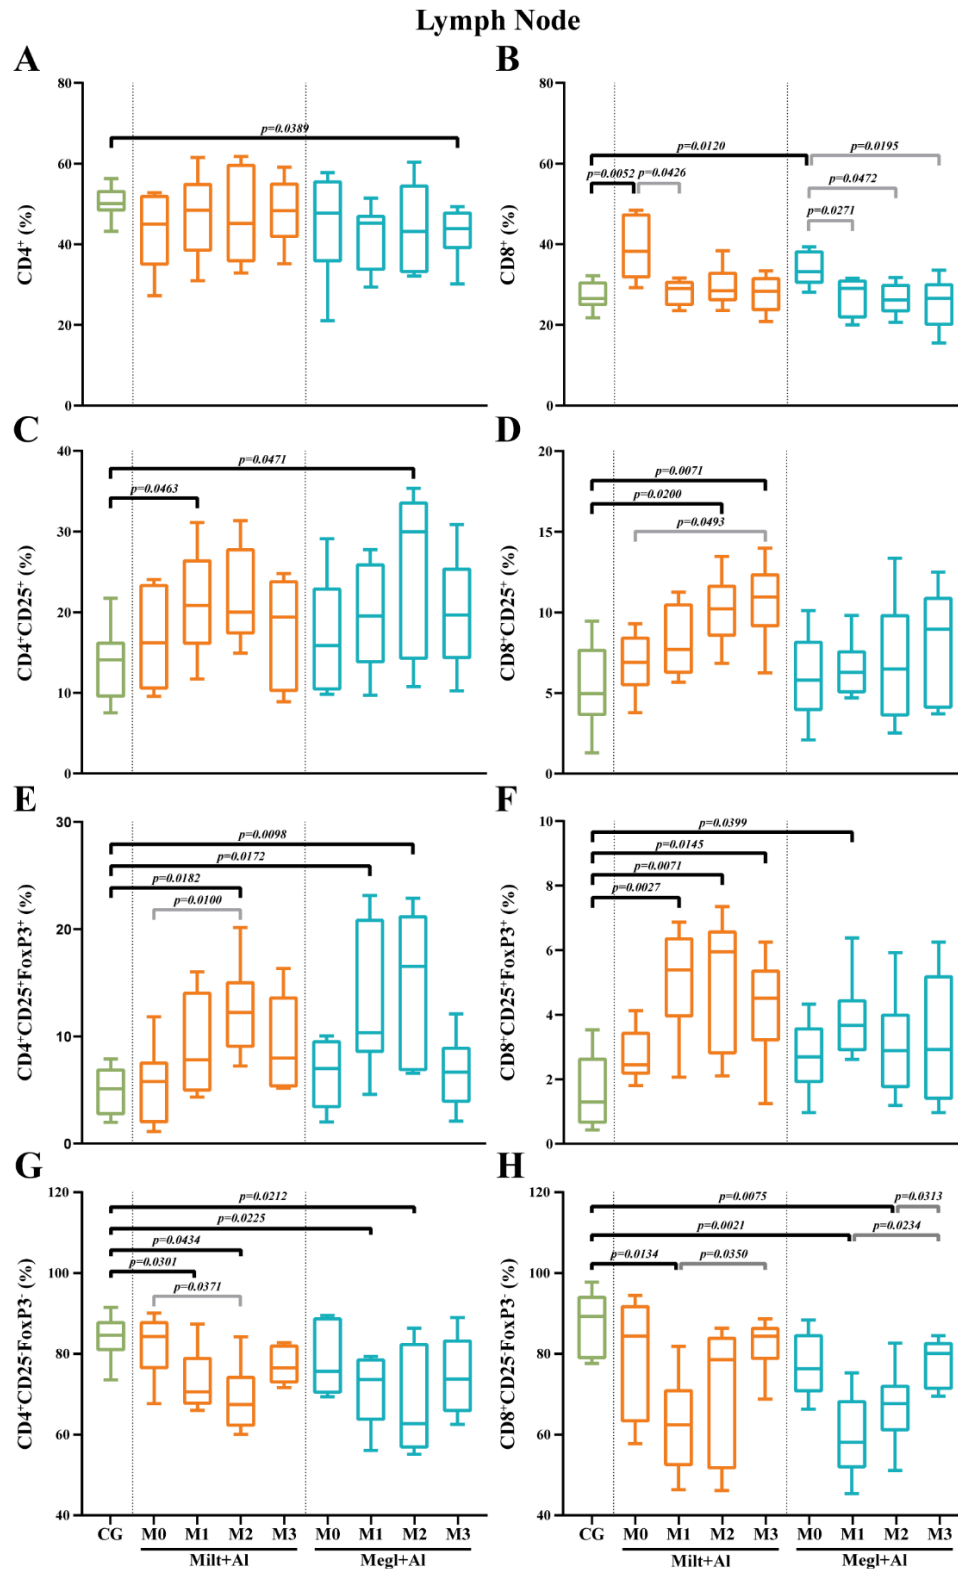 Lymph Node
A
CD4⁺ (%)
80
60
40
20
0
p=0.0389
B
CD8⁺ (%)
80
60
40
20
0
p=0.0120
p=0.0195
p=0.0052
p=0.0426
p=0.0472
p=0.0271
C
CD4⁺CD25⁺ (%)
40
30
20
10
0
p=0.0471
p=0.0463
D
CD8⁺CD25⁺ (%)
20
15
10
5
0
p=0.0071
p=0.0200
p=0.0493
E
CD4⁺CD25⁺FoxP3⁺ (%)
30
20
10
0
p=0.0098
p=0.0172
p=0.0182
p=0.0100
F
CD8⁺CD25⁺FoxP3⁺ (%)
10
8
6
4
2
0
p=0.0399
p=0.0145
p=0.0071
p=0.0027
G
CD4⁺CD25⁻FoxP3⁻ (%)
120
100
80
60
40
p=0.0212
p=0.0225
p=0.0434
p=0.0301
p=0.0371
CG M0 M1 M2 M3 M0 M1 M2 M3
Milt+Al Megl+Al
H
CD8⁺CD25⁻FoxP3⁻ (%)
120
100
80
60
40
p=0.0075
p=0.0313
p=0.0021
p=0.0234
p=0.0134
p=0.0350
CG M0 M1 M2 M3 M0 M1 M2 M3
Milt+Al Megl+Al